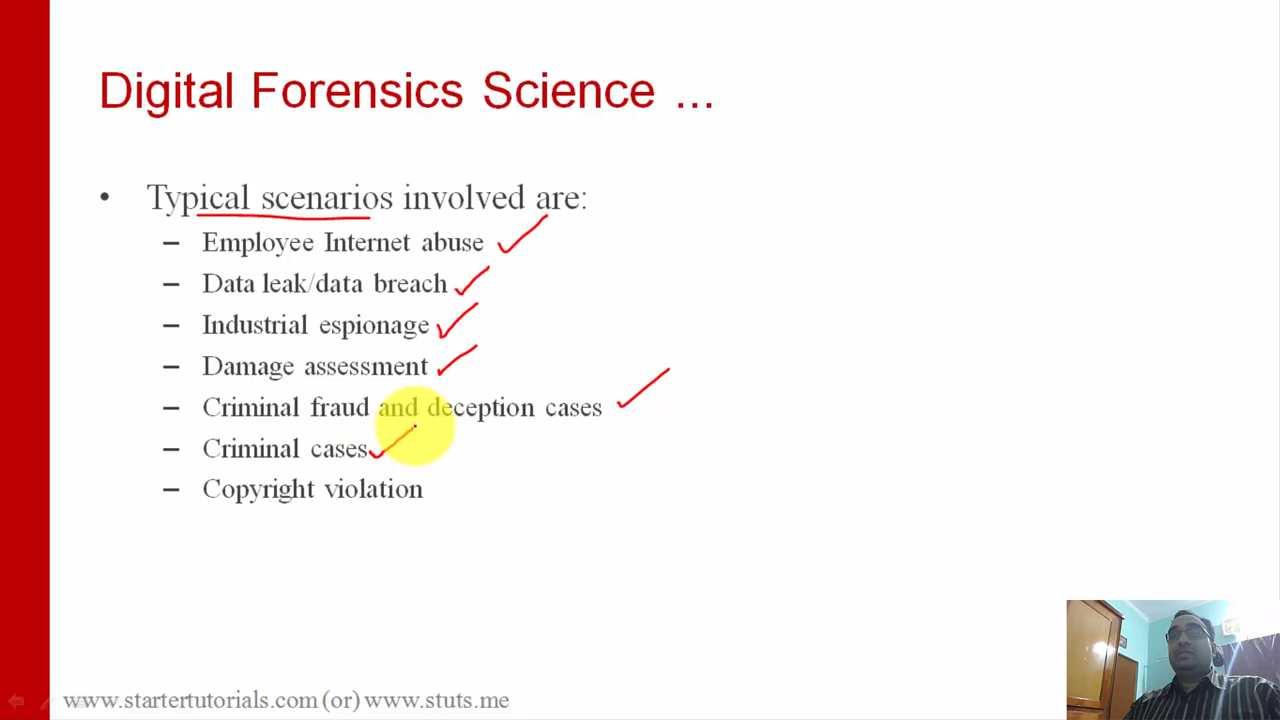 Digital Forensics Science ...
• Typical scenarios involved are:
– Employee Internet abuse
– Data leak/data breach
– Industrial espionage
– Damage assessment
– Criminal fraud and deception cases
– Criminal cases
– Copyright violation
www.startertutorials.com (or) www.stuts.me